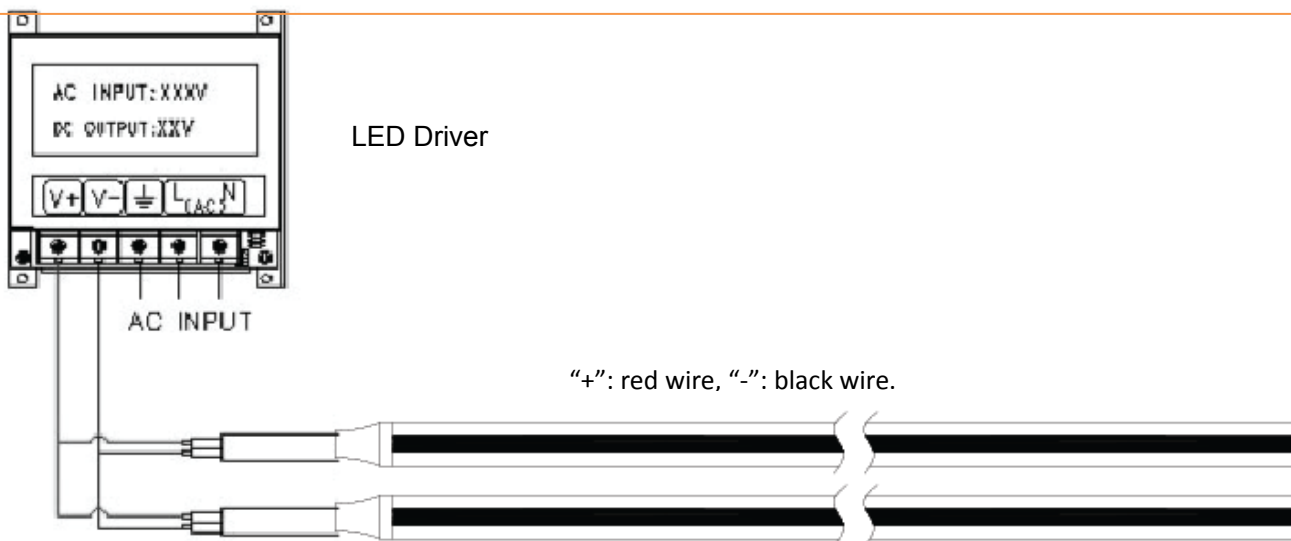 AC INPUT:XXXV
DC OUTPUT:XXV
LED Driver
V+ V- L(AC)N
AC INPUT
“+”: red wire, “-”: black wire.